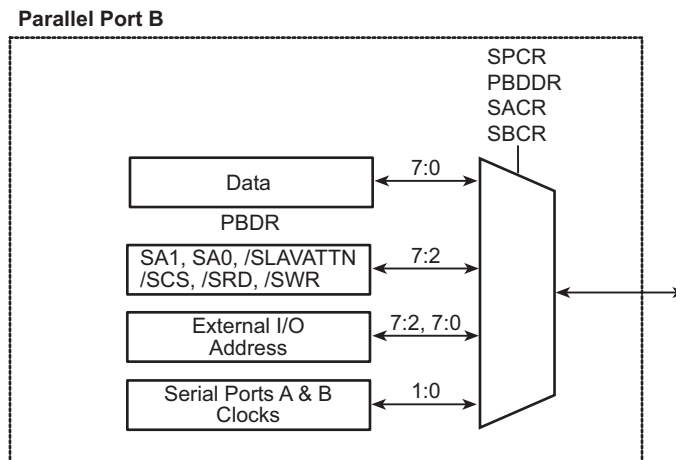 Parallel Port B
SPCR
PBDDR
SACR
SBCR
Data
7:0
PBDR
SA1, SA0, /SLAVATTN
/SCS, /SRD, /SWR
7:2
External I/O
Address
7:2, 7:0
Serial Ports A & B
Clocks
1:0